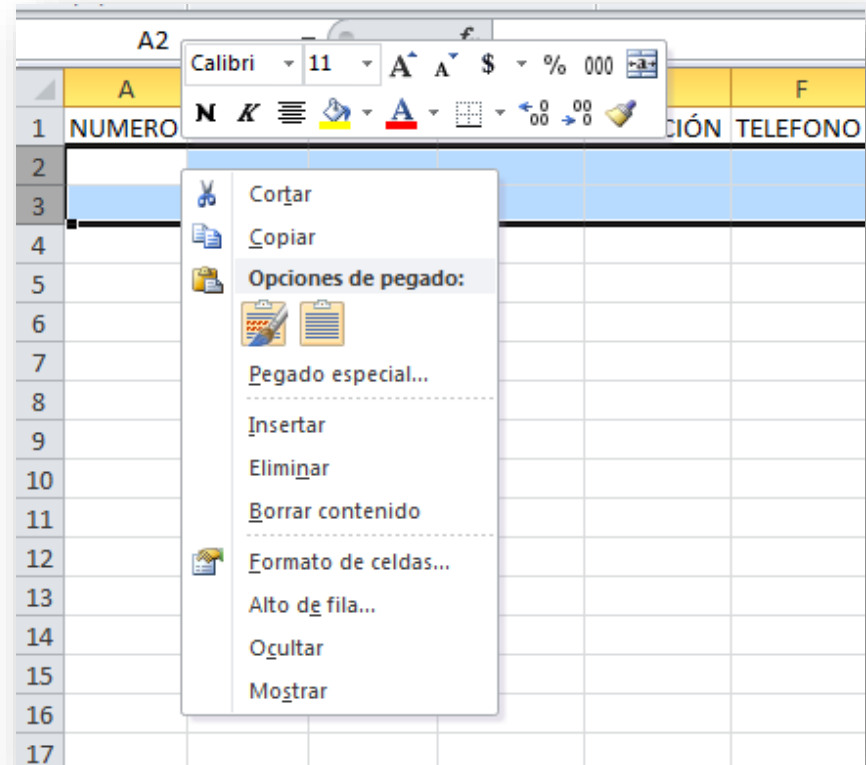 A2
Calibri 11 A A $ % 000 a
N K A ,00 ,0
A F
1 NUMERO CIÓN TELEFONO
2
3
4
5
6
7
8
9
10
11
12
13
14
15
16
17
Cortar
Copiar
Opciones de pegado:
Pegado especial...
Insertar
Eliminar
Borrar contenido
Formato de celdas...
Alto de fila...
Ocultar
Mostrar